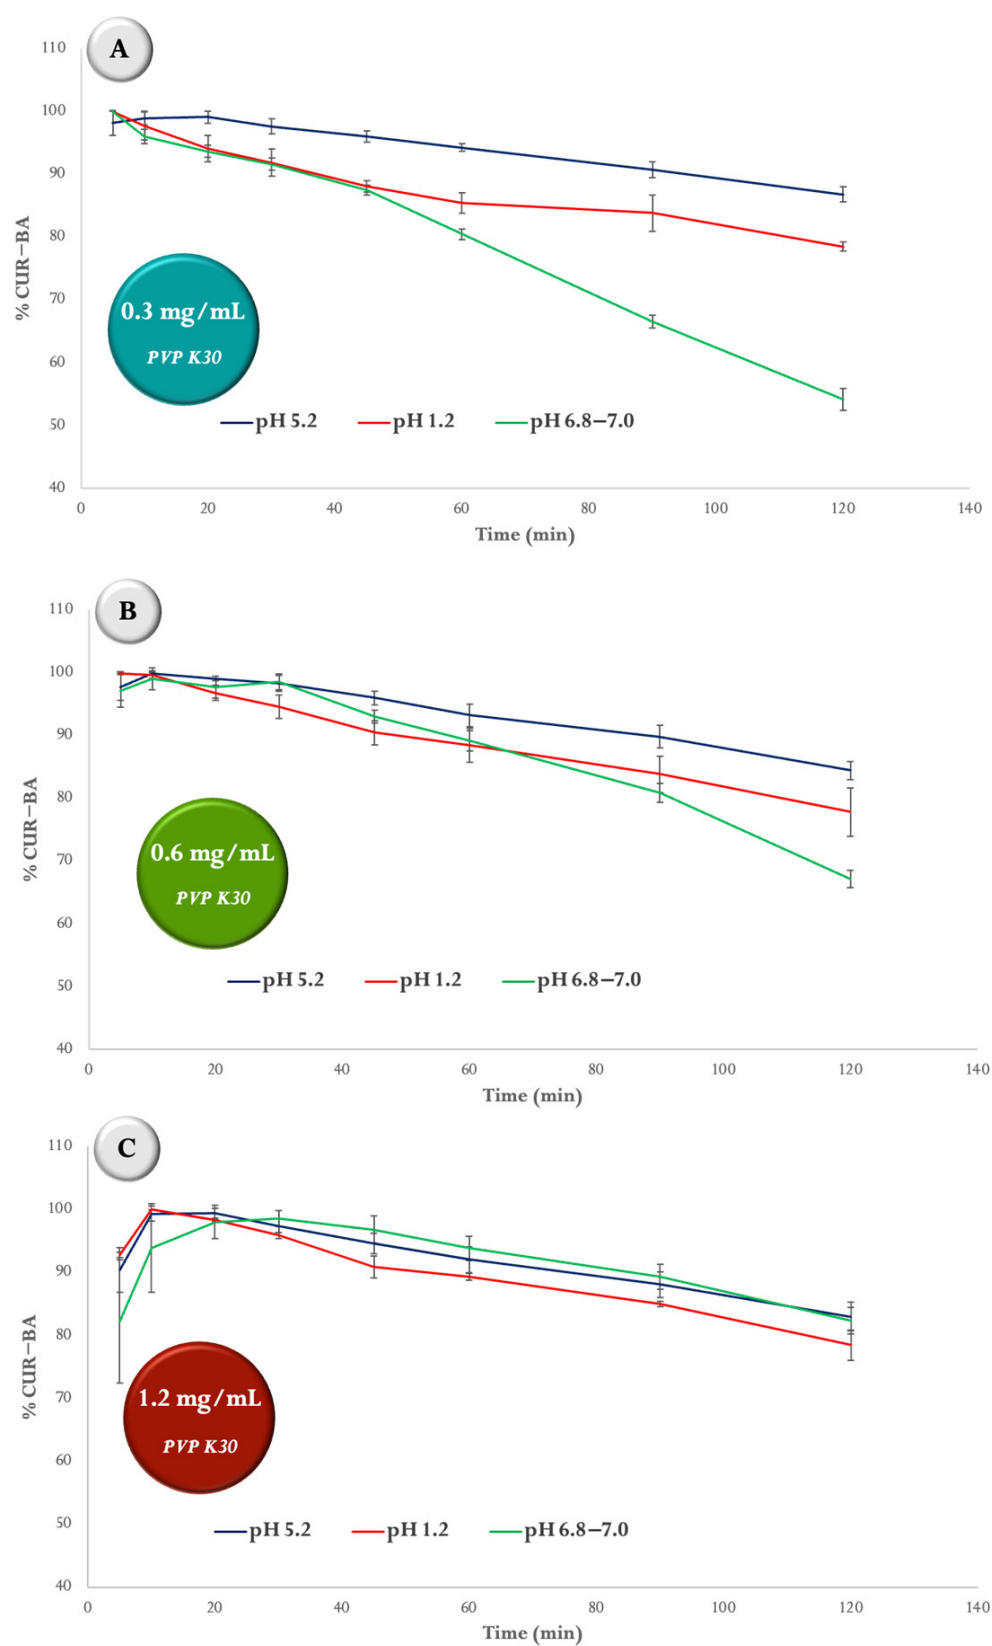 A
110
100
90
80
70
60
50
40
% CUR−BA
0.3 mg/mL
PVP K30
pH 5.2 pH 1.2 pH 6.8−7.0
0 20 40 60 80 100 120 140
Time (min)
B
110
100
90
80
70
60
50
40
% CUR−BA
0.6 mg/mL
PVP K30
pH 5.2 pH 1.2 pH 6.8−7.0
0 20 40 60 80 100 120 140
Time (min)
C
110
100
90
80
70
60
50
40
% CUR−BA
1.2 mg/mL
PVP K30
pH 5.2 pH 1.2 pH 6.8−7.0
0 20 40 60 80 100 120 140
Time (min)